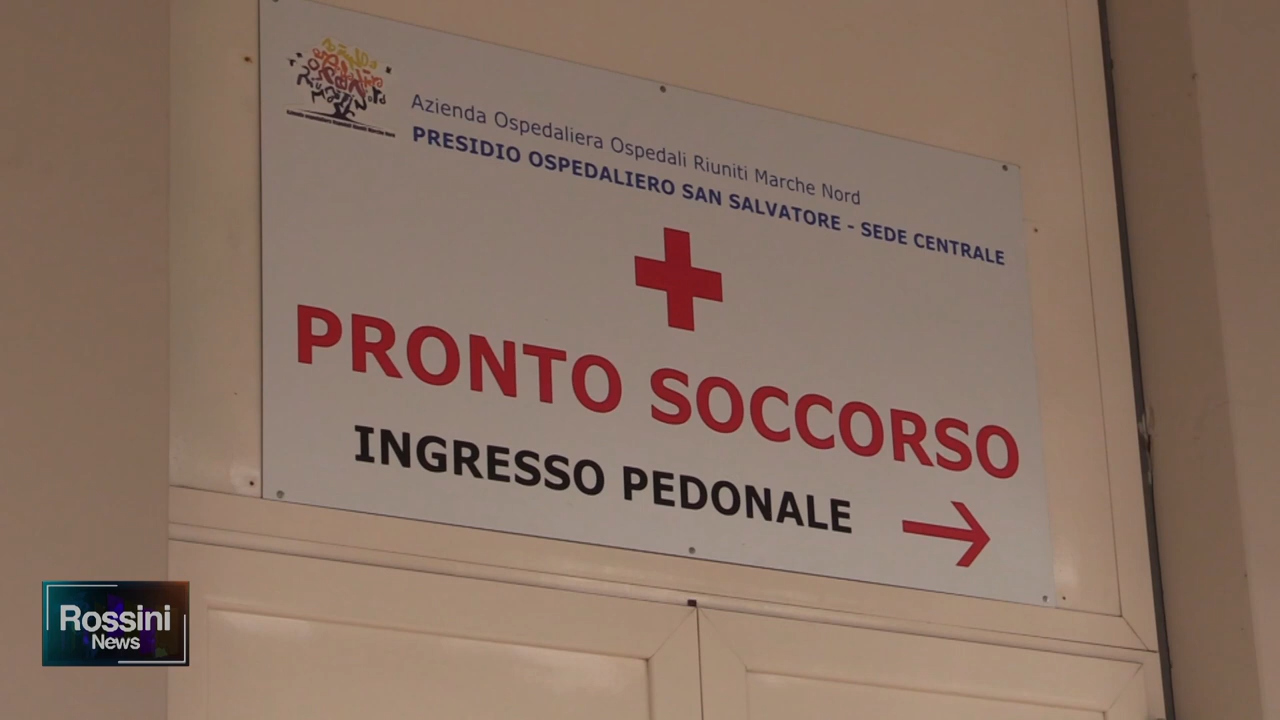 Azienda Ospedaliera Ospedali Riuniti Marche Nord
PRESIDIO OSPEDALIERO SAN SALVATORE - SEDE CENTRALE
PRONTO SOCCORSO
INGRESSO PEDONALE
Rossini
News